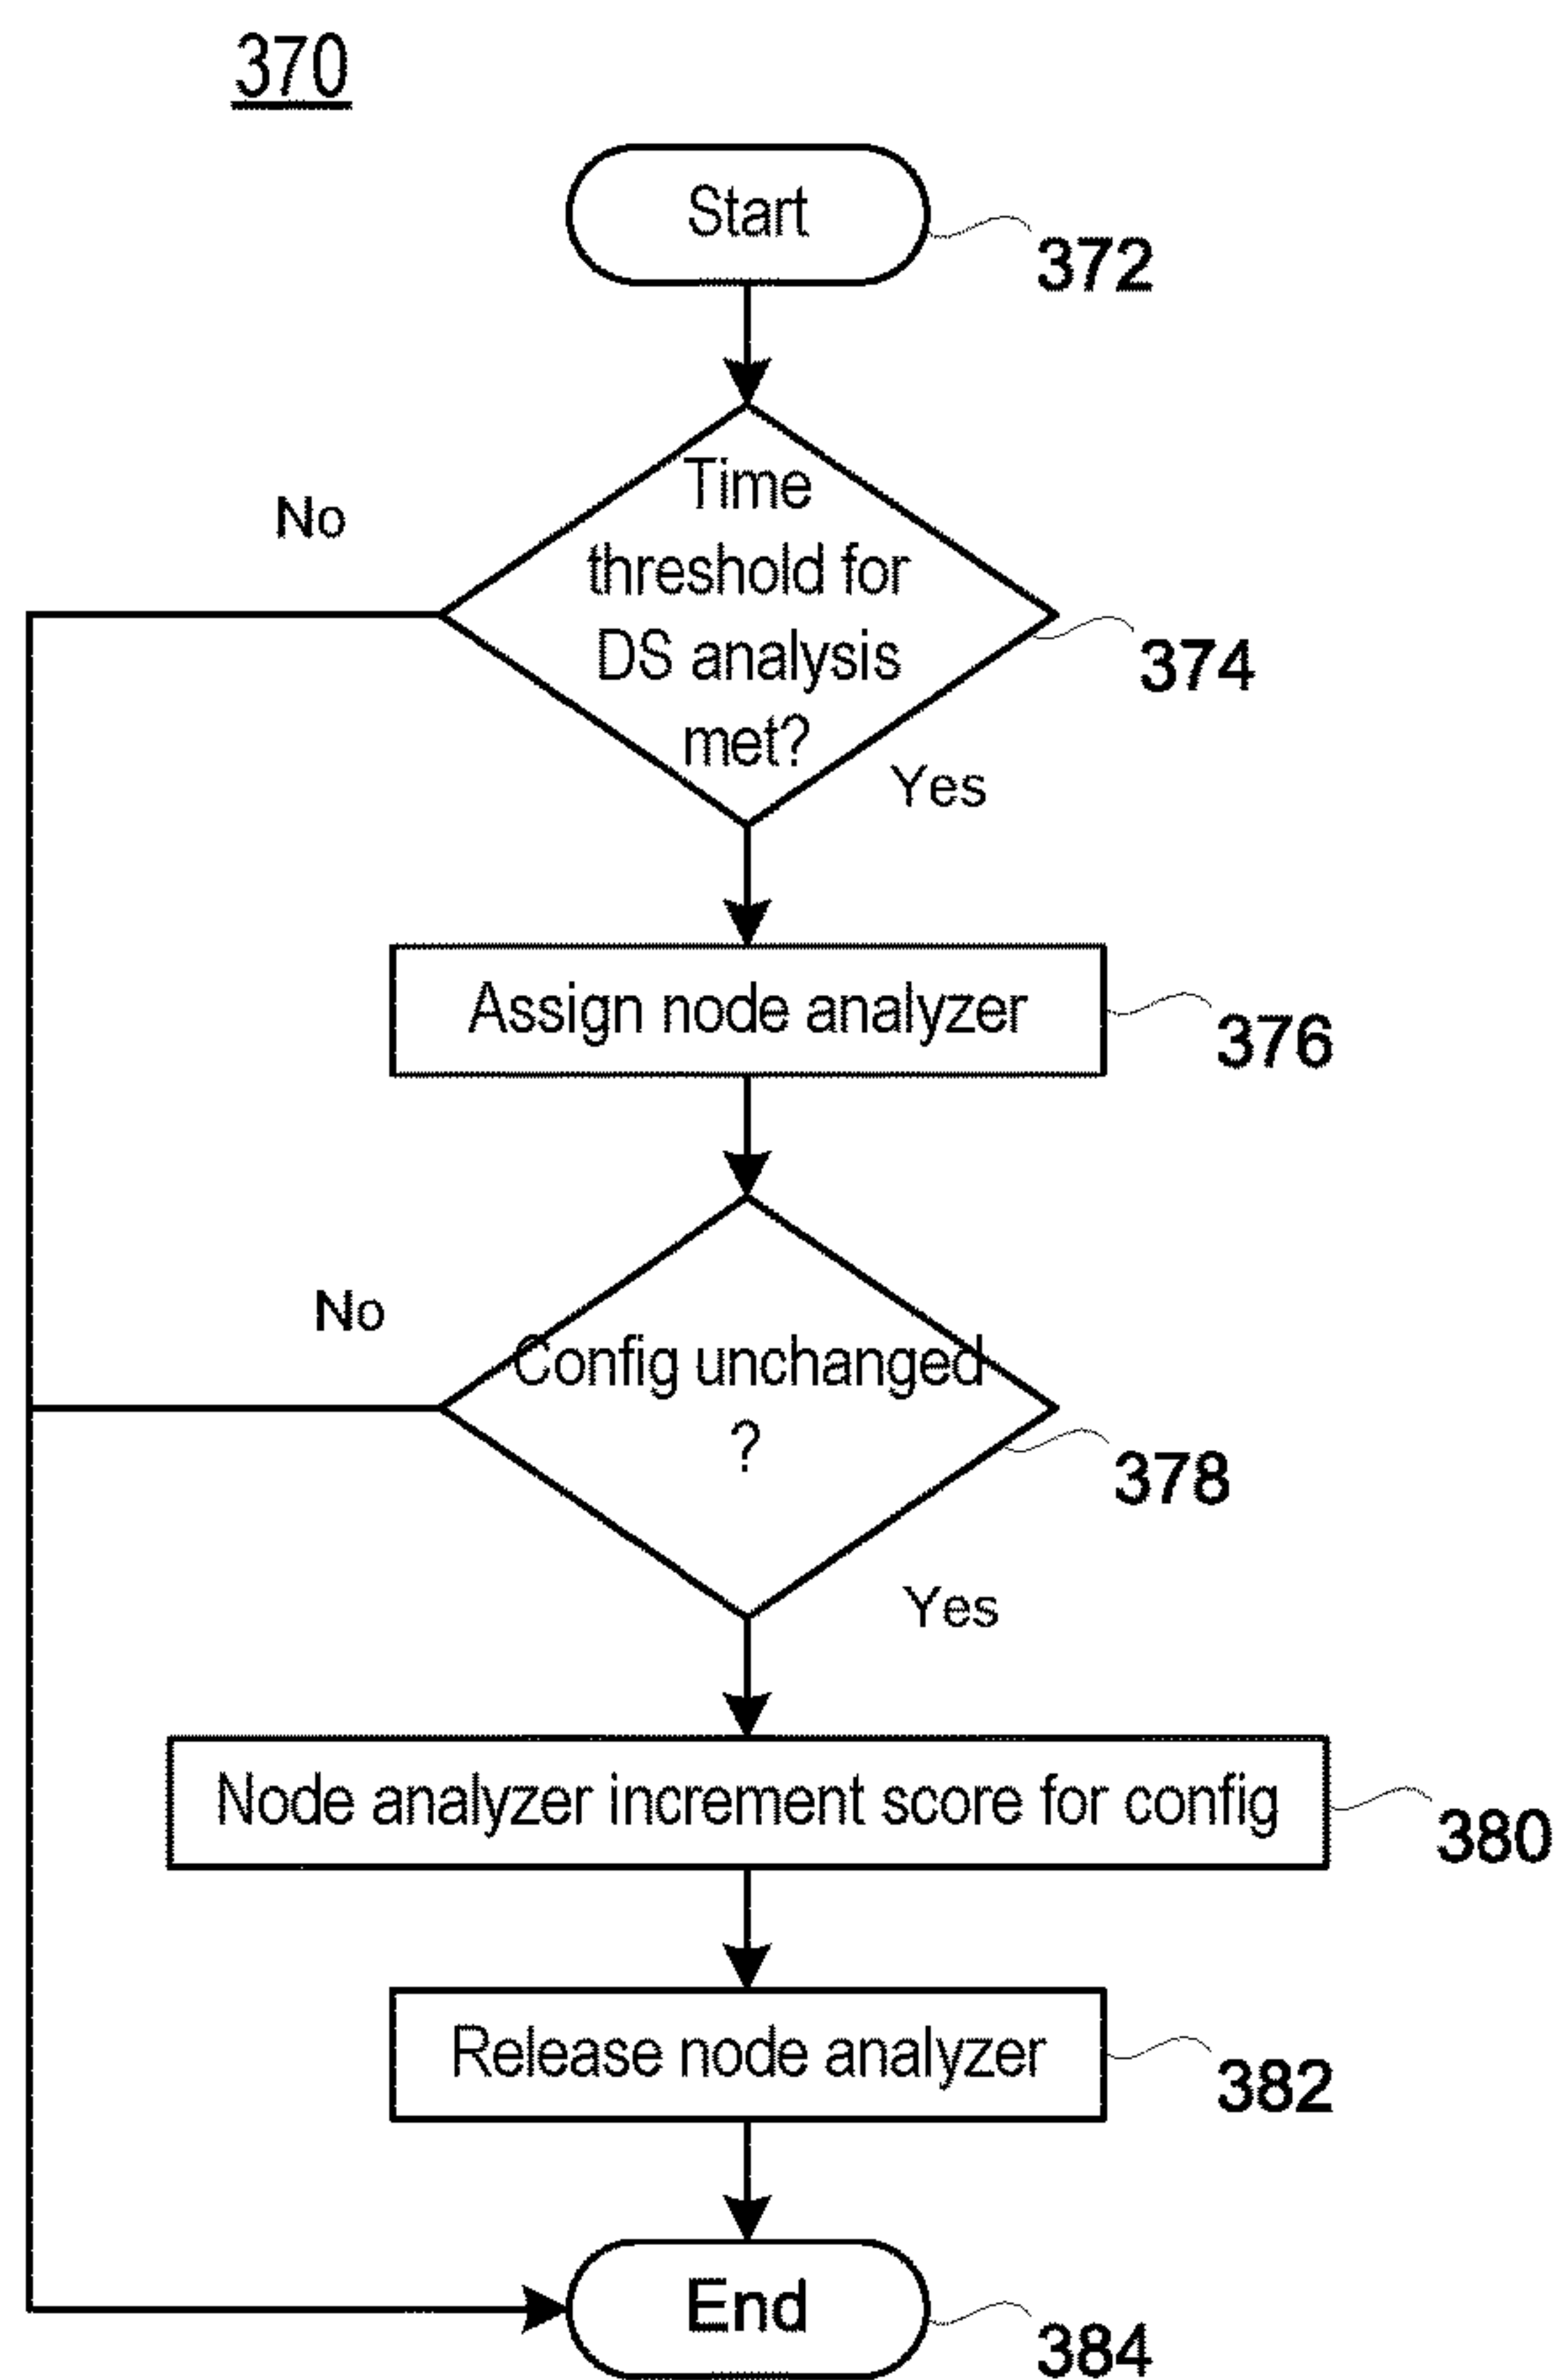 370
Start
372
Time
threshold for
DS analysis
met?
No
374
Yes
Assign node analyzer
376
No
Config unchanged
?
378
Yes
Node analyzer increment score for config
380
Release node analyzer
382
End
384